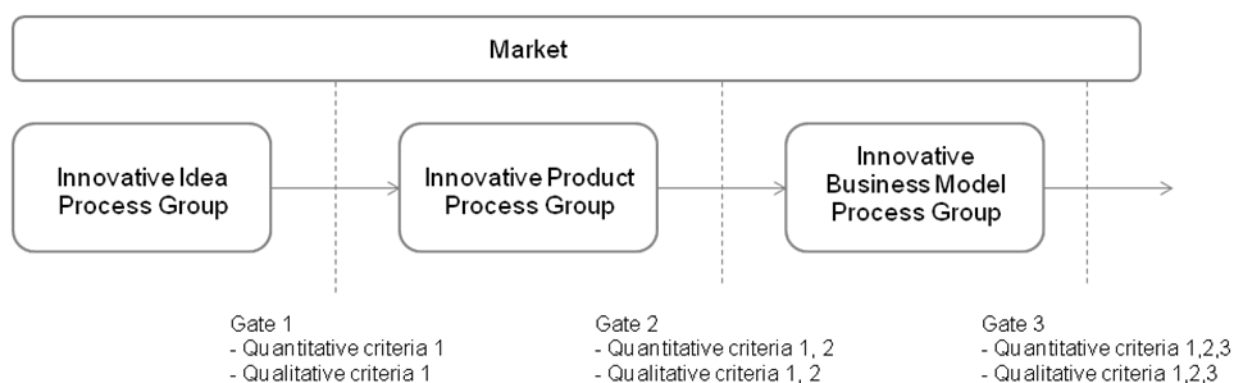 Market
Innovative Idea
Process Group
Innovative Product
Process Group
Innovative
Business Model
Process Group
Gate 1
- Quantitative criteria 1
- Qualitative criteria 1
Gate 2
- Quantitative criteria 1, 2
- Qualitative criteria 1, 2
Gate 3
- Quantitative criteria 1,2,3
- Qualitative criteria 1,2,3